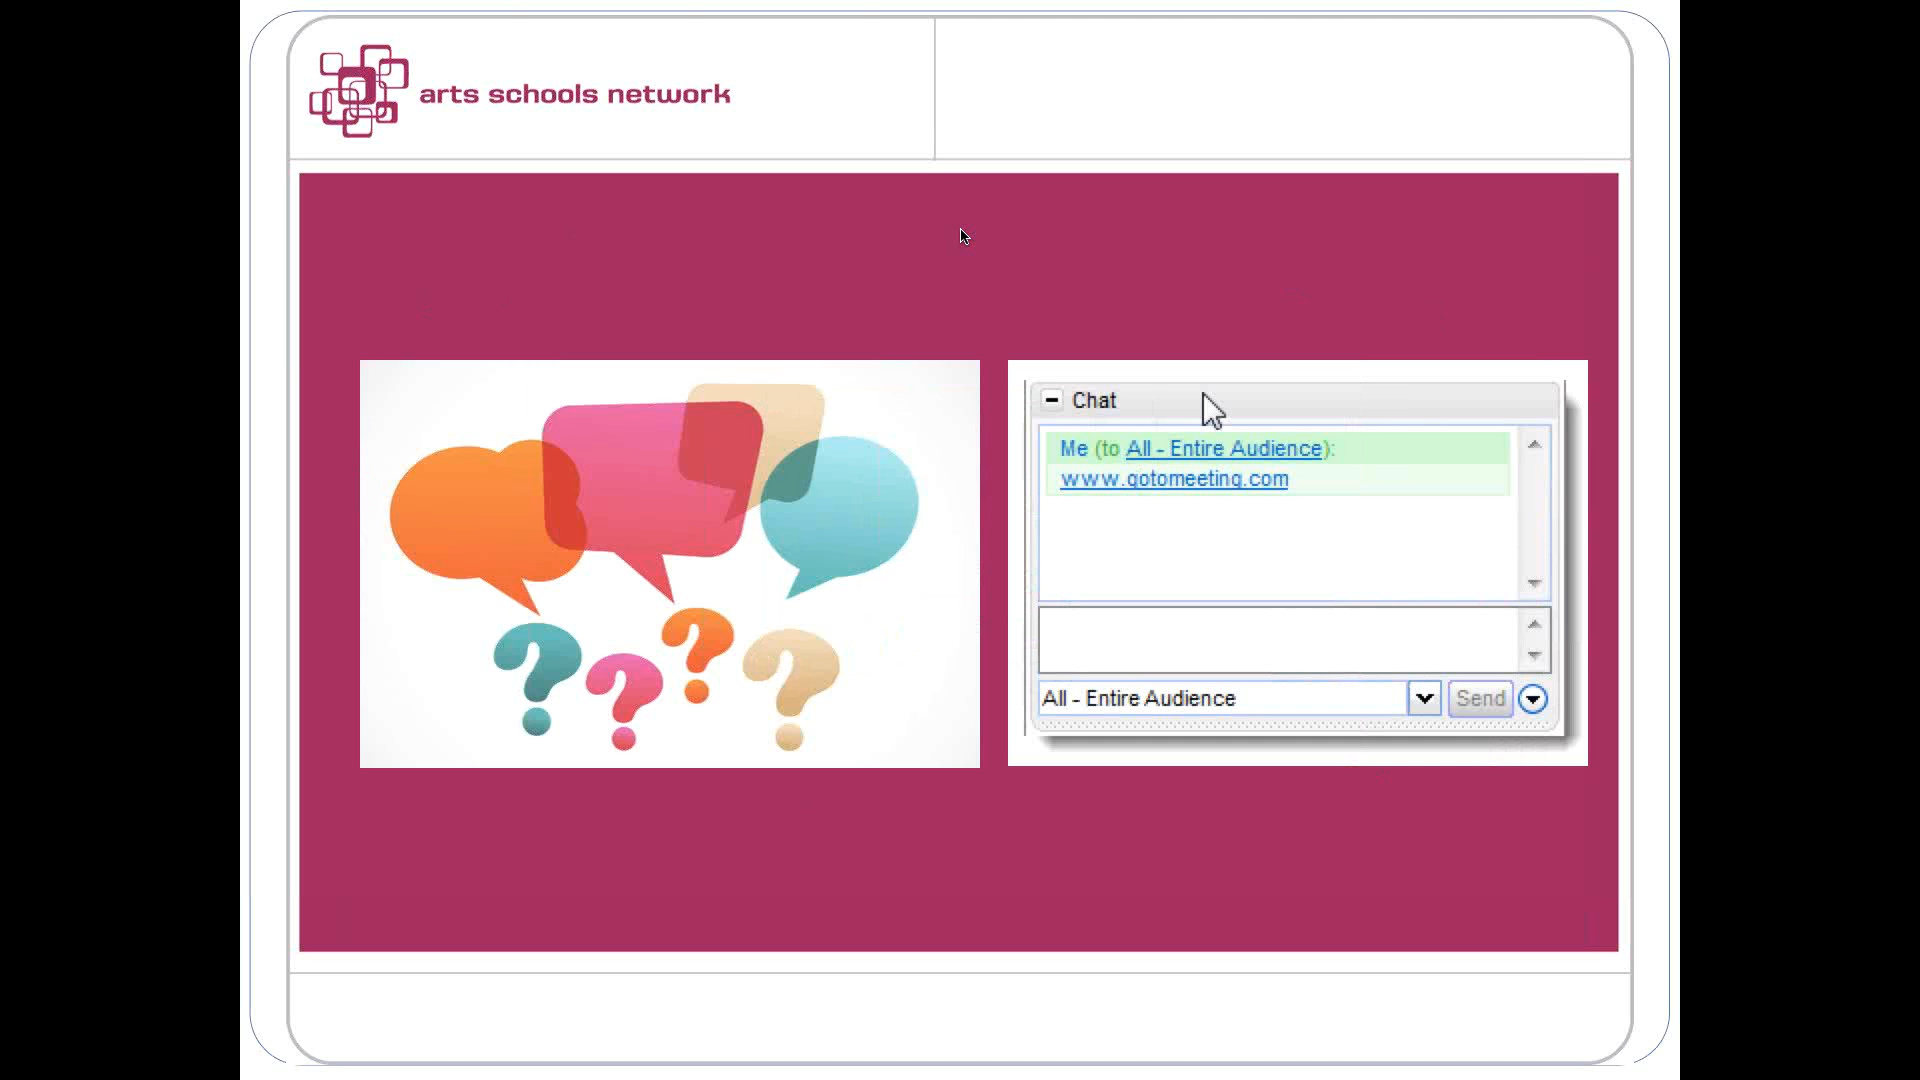 arts schools network
Chat
Me (to All - Entire Audience):
www.gotomeeting.com
All - Entire Audience
Send